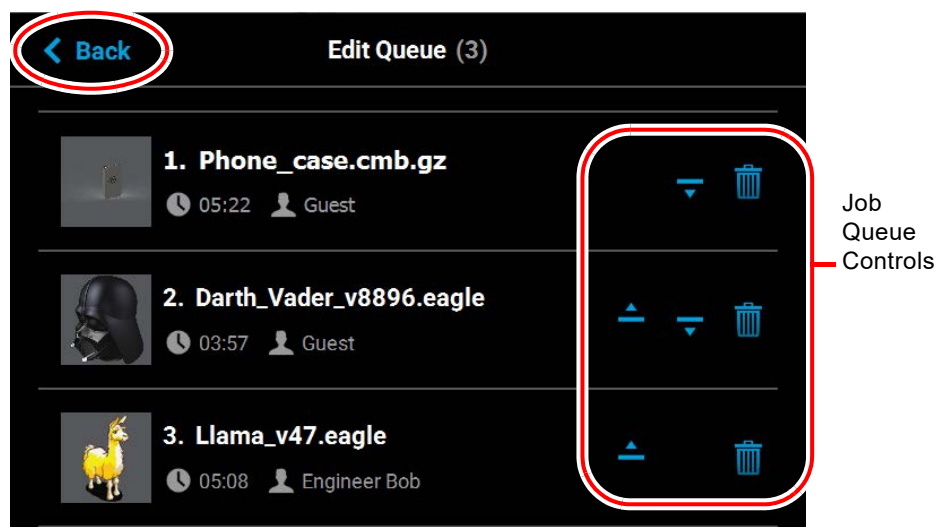 Back
Edit Queue (3)
1. Phone_case.cmb.gz
05:22 Guest
2. Darth_Vader_v8896.eagle
03:57 Guest
3. Llama_v47.eagle
05:08 Engineer Bob
Job
Queue
Controls